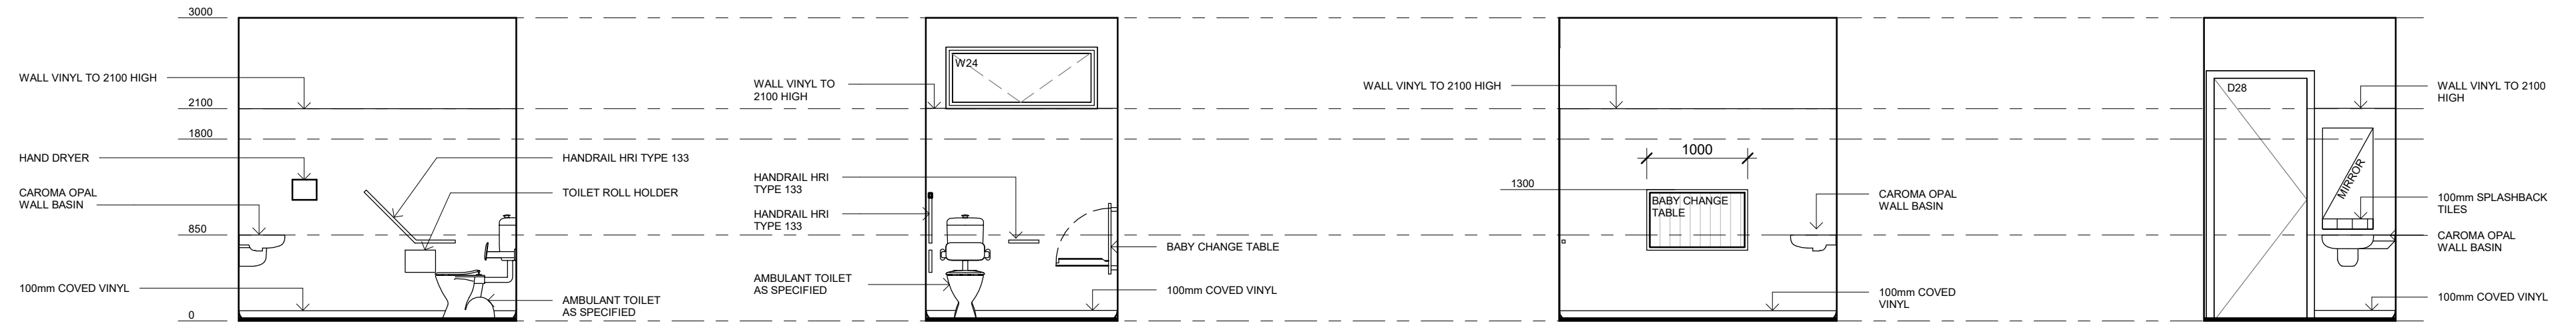 3000
WALL VINYL TO 2100 HIGH
2100
1800
HAND DRYER
CAROMA OPAL
WALL BASIN
850
100mm COVED VINYL
0
HANDRAIL HRI TYPE 133
TOILET ROLL HOLDER
AMBULANT TOILET
AS SPECIFIED
W24
WALL VINYL TO
2100 HIGH
HANDRAIL HRI
TYPE 133
HANDRAIL HRI
TYPE 133
AMBULANT TOILET
AS SPECIFIED
BABY CHANGE TABLE
100mm COVED VINYL
WALL VINYL TO 2100 HIGH
1000
1300
BABY CHANGE
TABLE
CAROMA OPAL
WALL BASIN
100mm COVED
VINYL
D28
MIRROR
WALL VINYL TO 2100
HIGH
100mm SPLASHBACK
TILES
CAROMA OPAL
WALL BASIN
100mm COVED VINYL